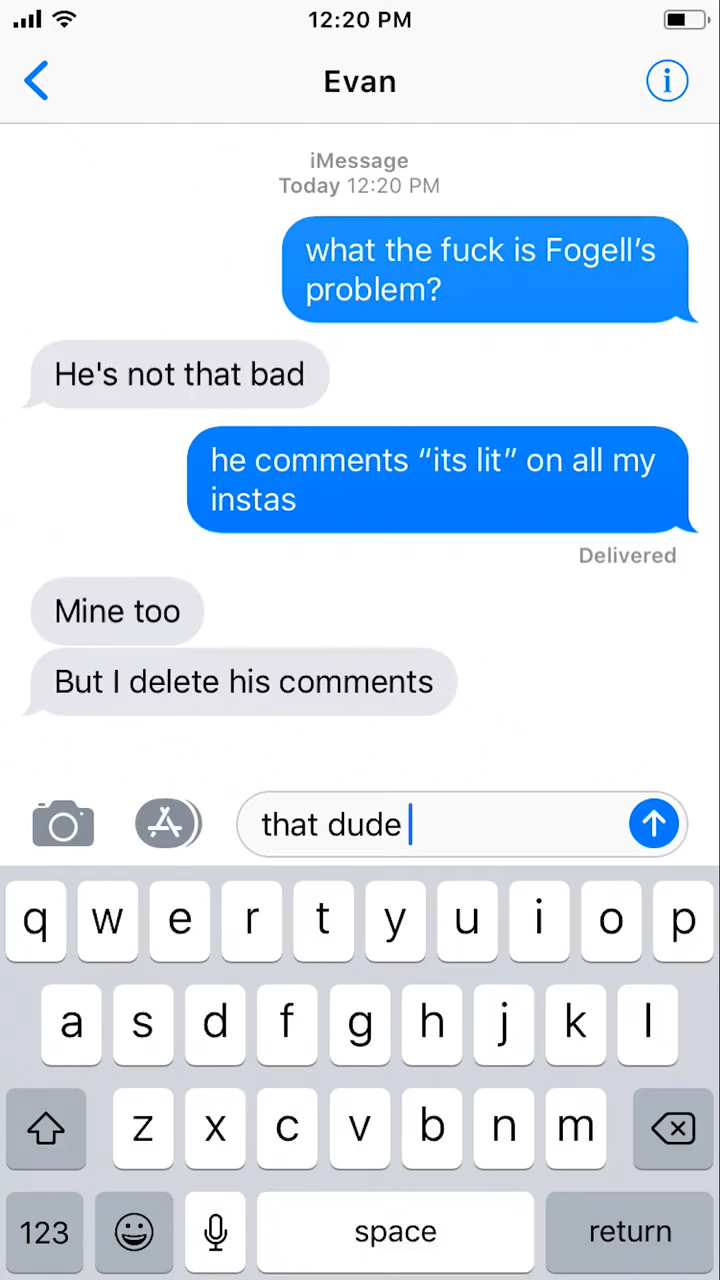 12:20 PM
Evan
iMessage
Today 12:20 PM
what the fuck is Fogell’s
problem?
He's not that bad
he comments “its lit” on all my
instas
Delivered
Mine too
But I delete his comments
that dude
q w e r t y u i o p
a s d f g h j k l
z x c v b n m
123 space return